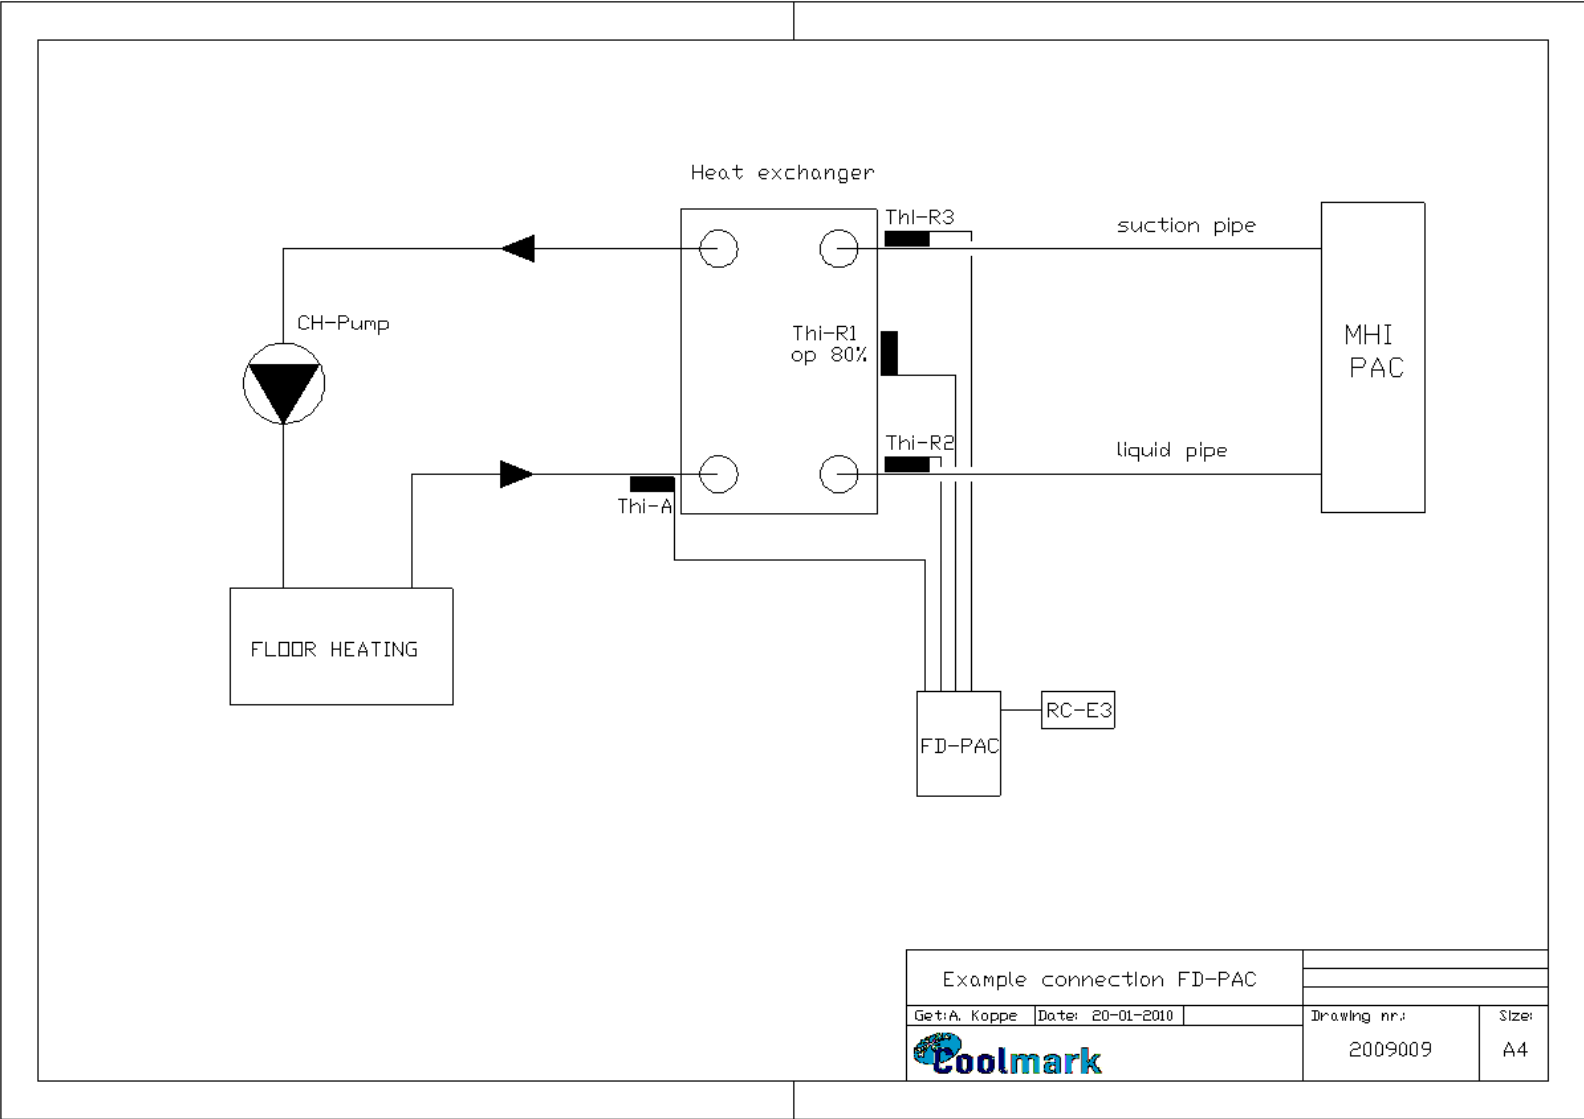 Heat exchanger
ThI-R3
suction pipe
CH-Pump
Thi-R1
op 80%
MHI
PAC
Thi-R2
liquid pipe
Thi-A
FLOOR HEATING
RC-E3
FD-PAC
Example connection FD-PAC
Get:A. Koppe
Date: 20-01-2010
Drawing nr.:
Size:
2009009
A4
Coolmark